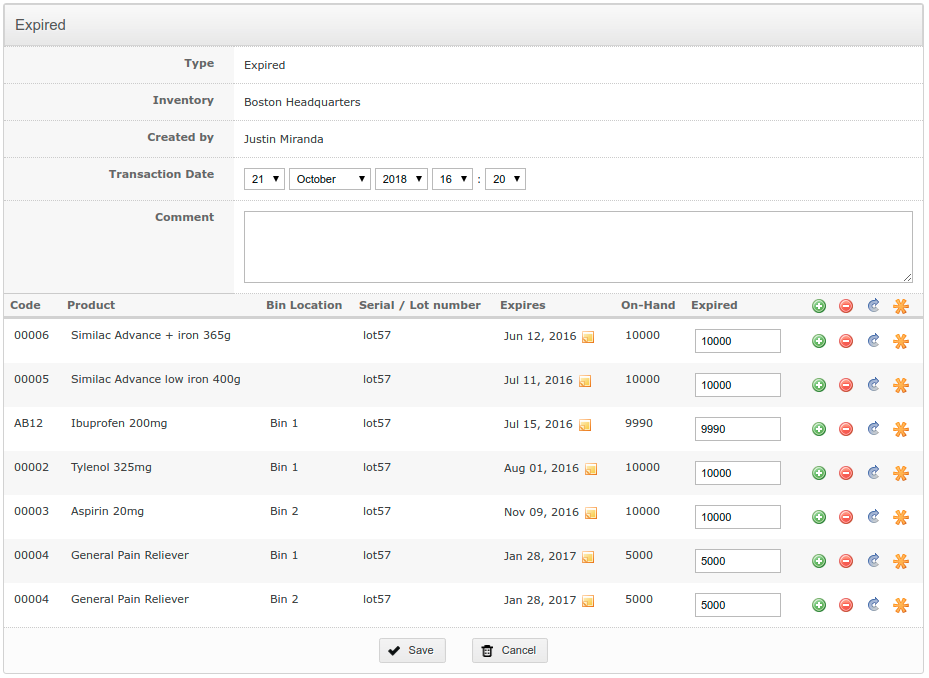 Expired
Type Expired
Inventory Boston Headquarters
Created by Justin Miranda
Transaction Date 21 October 2018 16 : 20
Comment
Code Product Bin Location Serial / Lot number Expires On-Hand Expired
00006 Similac Advance + iron 365g lot57 Jun 12, 2016 10000 10000
00005 Similac Advance low iron 400g lot57 Jul 11, 2016 10000 10000
AB12 Ibuprofen 200mg Bin 1 lot57 Jul 15, 2016 9990 9990
00002 Tylenol 325mg Bin 1 lot57 Aug 01, 2016 10000 10000
00003 Aspirin 20mg Bin 2 lot57 Nov 09, 2016 10000 10000
00004 General Pain Reliever Bin 1 lot57 Jan 28, 2017 5000 5000
00004 General Pain Reliever Bin 2 lot57 Jan 28, 2017 5000 5000
Save Cancel